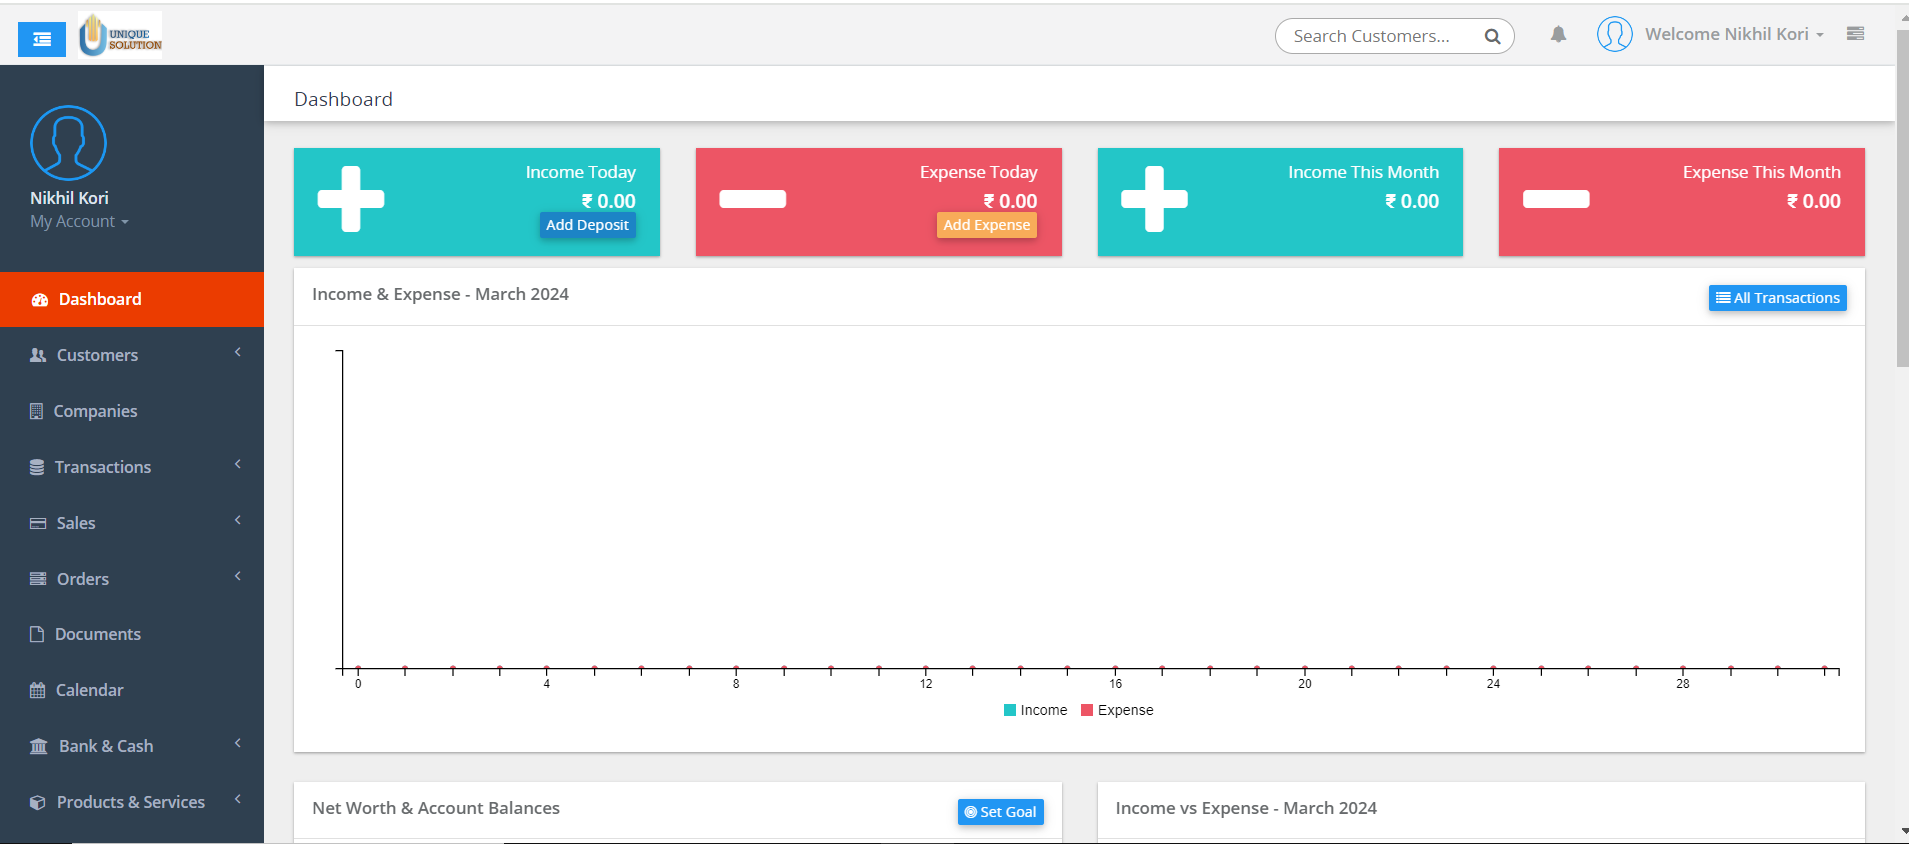 UNIQUE
SOLUTION
Search Customers...
Welcome Nikhil Kori
Nikhil Kori
My Account
Dashboard
Customers
Companies
Transactions
Sales
Orders
Documents
Calendar
Bank & Cash
Products & Services
Dashboard
Income Today
₹ 0.00
Add Deposit
Expense Today
₹ 0.00
Add Expense
Income This Month
₹ 0.00
Expense This Month
₹ 0.00
Income & Expense - March 2024
All Transactions
0 4 8 12 16 20 24 28
Income Expense
Net Worth & Account Balances
Set Goal
Income vs Expense - March 2024